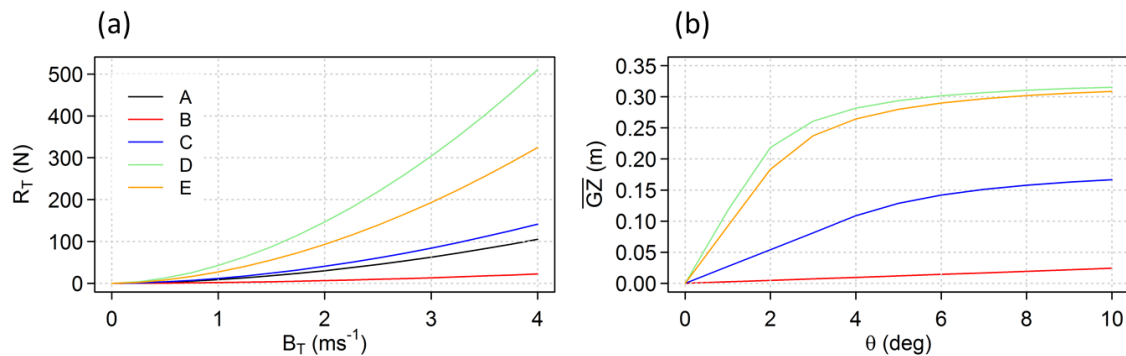 (a)
R_T (N)
500
400
300
200
100
0
A
B
C
D
E
0 1 2 3 4
B_T (ms⁻¹)
(b)
G̅Z̅ (m)
0.35
0.30
0.25
0.20
0.15
0.10
0.05
0.00
0 2 4 6 8 10
θ (deg)